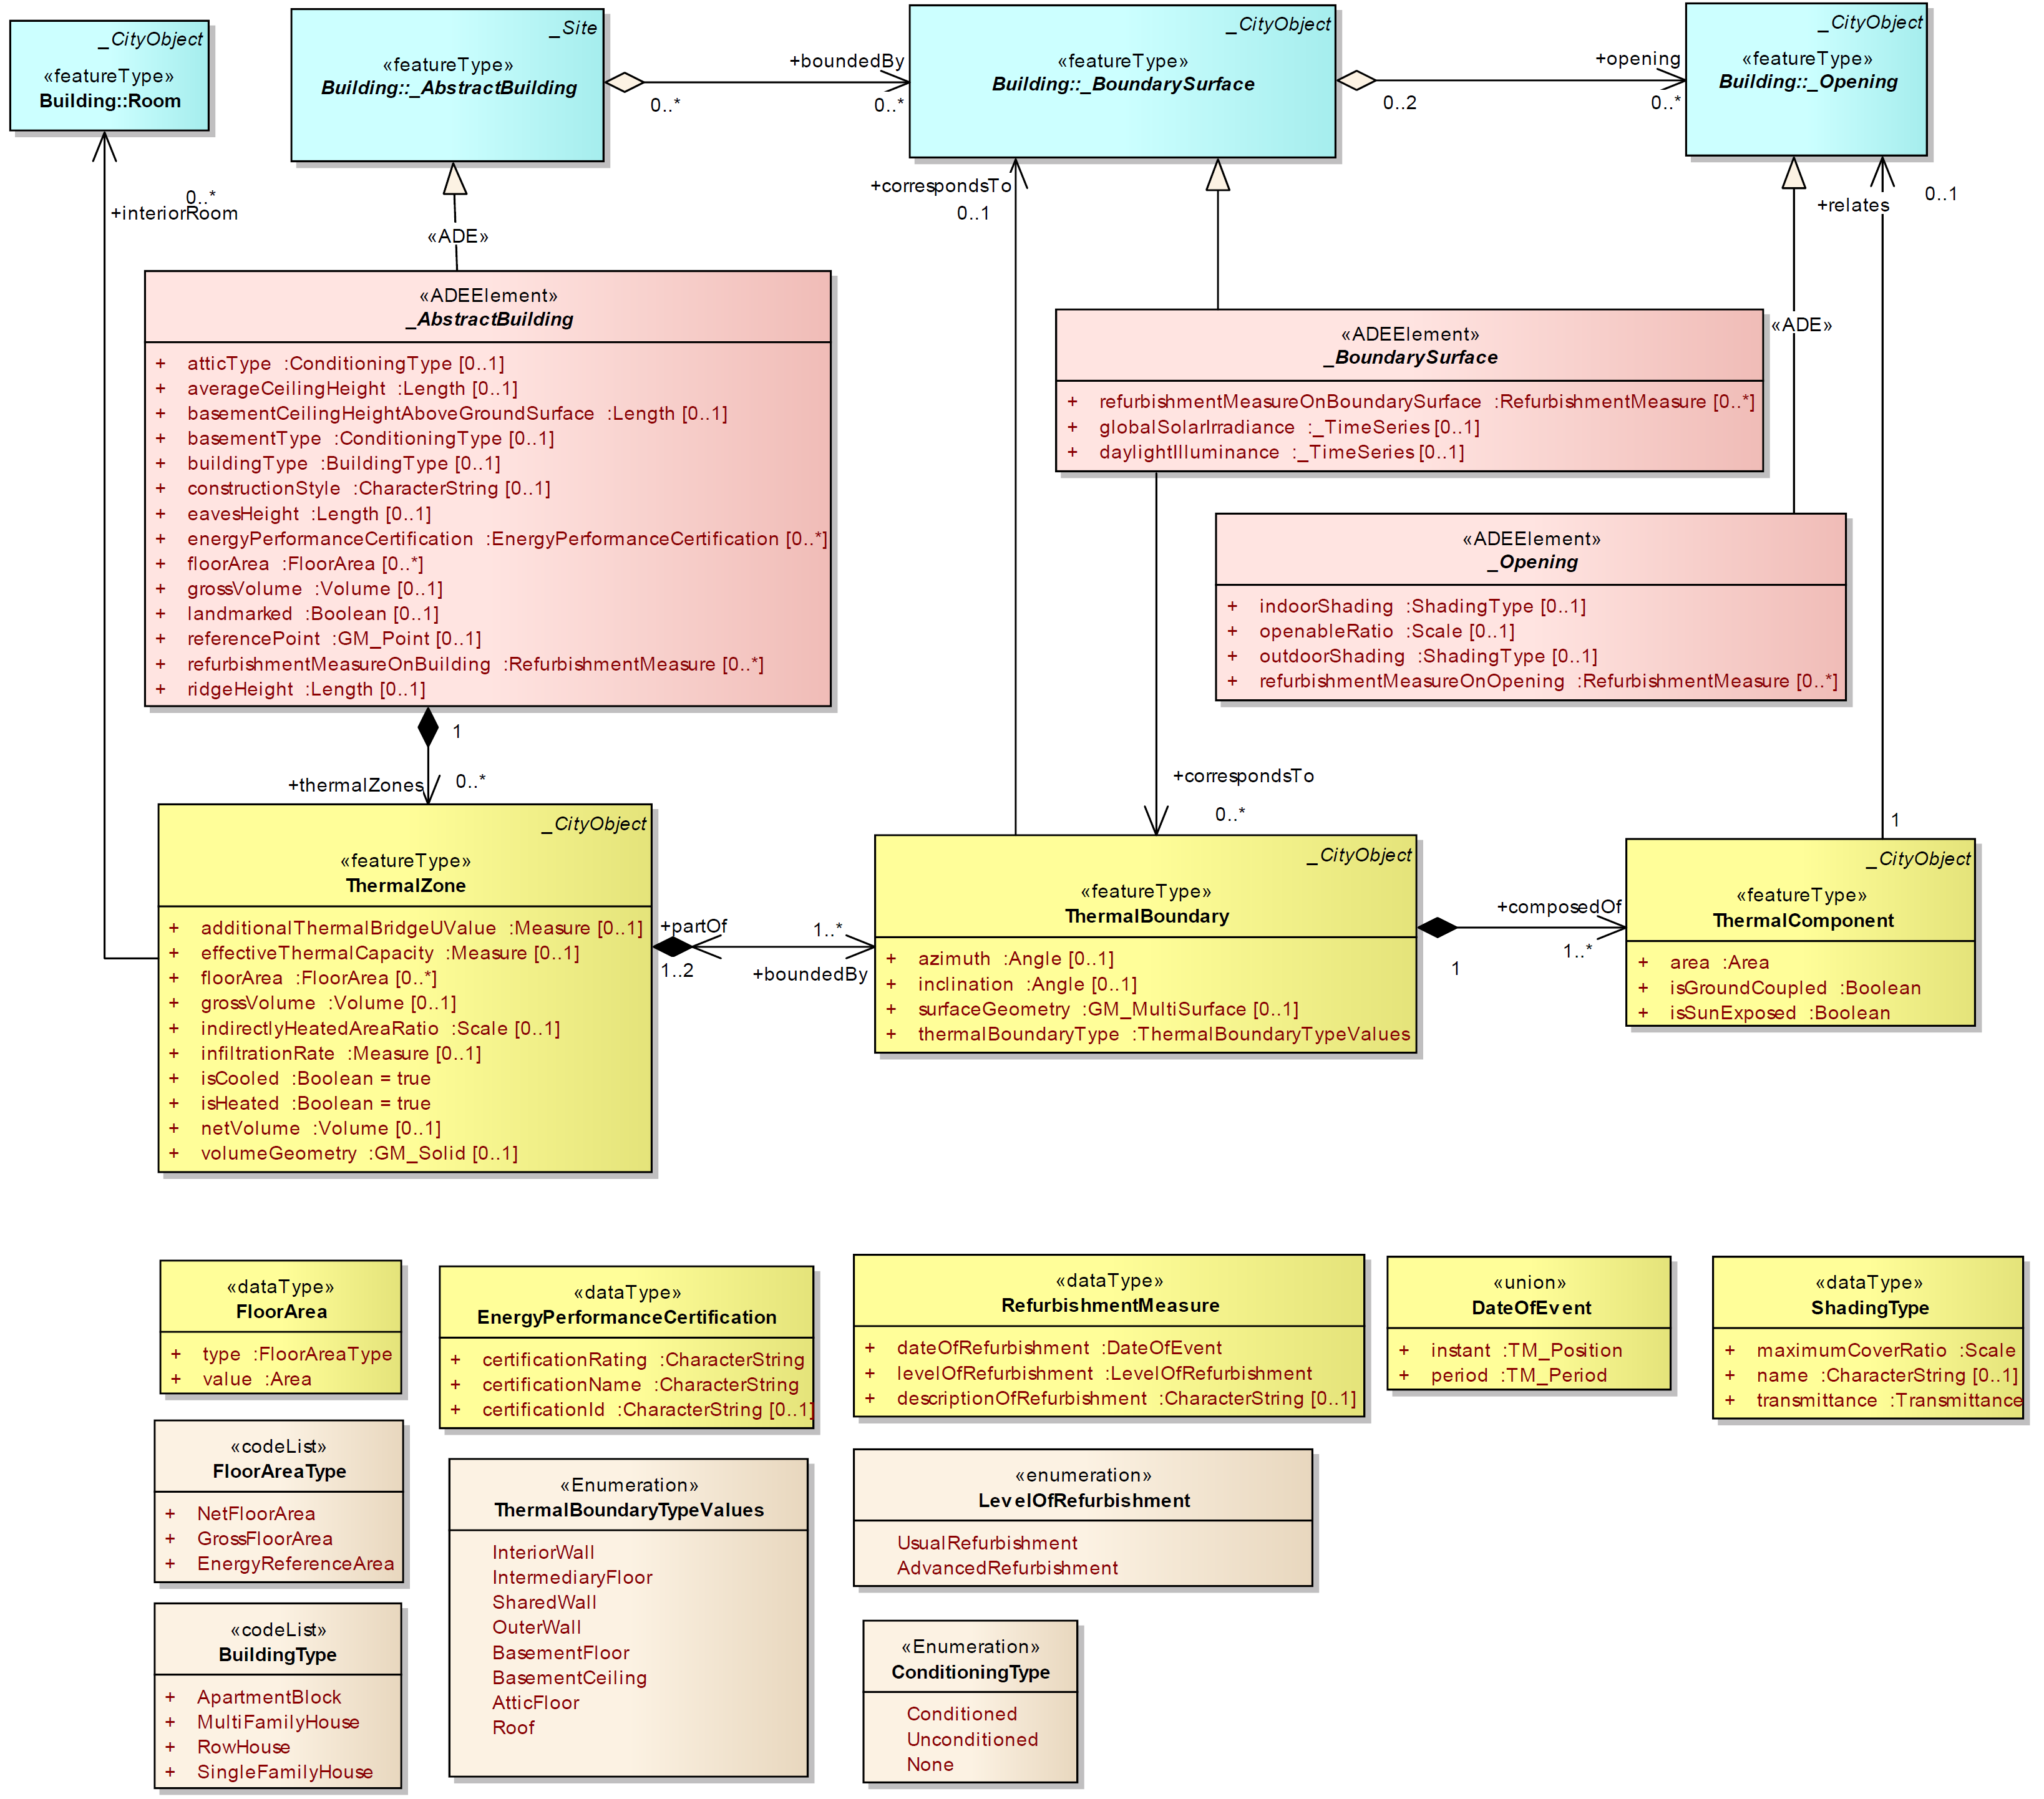 _CityObject
«featureType»
Building::Room
_Site
«featureType»
Building::_AbstractBuilding
+boundedBy
0..*
0..*
_CityObject
«featureType»
Building::_BoundarySurface
+opening
0..2
0..*
_CityObject
«featureType»
Building::_Opening
0..*
+interiorRoom
«ADE»
+correspondsTo
0..1
+relates
0..1
«ADE»
«ADEElement»
_AbstractBuilding
+ atticType :ConditioningType [0..1]
+ averageCeilingHeight :Length [0..1]
+ basementCeilingHeightAboveGroundSurface :Length [0..1]
+ basementType :ConditioningType [0..1]
+ buildingType :BuildingType [0..1]
+ constructionStyle :CharacterString [0..1]
+ eavesHeight :Length [0..1]
+ energyPerformanceCertification :EnergyPerformanceCertification [0..*]
+ floorArea :FloorArea [0..*]
+ grossVolume :Volume [0..1]
+ landmarked :Boolean [0..1]
+ referencePoint :GM_Point [0..1]
+ refurbishmentMeasureOnBuilding :RefurbishmentMeasure [0..*]
+ ridgeHeight :Length [0..1]
«ADEElement»
_BoundarySurface
+ refurbishmentMeasureOnBoundarySurface :RefurbishmentMeasure [0..*]
+ globalSolarIrradiance :_TimeSeries [0..1]
+ daylightIlluminance :_TimeSeries [0..1]
«ADEElement»
_Opening
+ indoorShading :ShadingType [0..1]
+ openableRatio :Scale [0..1]
+ outdoorShading :ShadingType [0..1]
+ refurbishmentMeasureOnOpening :RefurbishmentMeasure [0..*]
1
+thermalZones
0..*
+correspondsTo
0..*
1
_CityObject
«featureType»
ThermalZone
+ additionalThermalBridgeUValue :Measure [0..1]
+ effectiveThermalCapacity :Measure [0..1]
+ floorArea :FloorArea [0..*]
+ grossVolume :Volume [0..1]
+ indirectlyHeatedAreaRatio :Scale [0..1]
+ infiltrationRate :Measure [0..1]
+ isCooled :Boolean = true
+ isHeated :Boolean = true
+ netVolume :Volume [0..1]
+ volumeGeometry :GM_Solid [0..1]
+partOf
1..*
1..2
+boundedBy
_CityObject
«featureType»
ThermalBoundary
+ azimuth :Angle [0..1]
+ inclination :Angle [0..1]
+ surfaceGeometry :GM_MultiSurface [0..1]
+ thermalBoundaryType :ThermalBoundaryTypeValues
+composedOf
1
1..*
_CityObject
«featureType»
ThermalComponent
+ area :Area
+ isGroundCoupled :Boolean
+ isSunExposed :Boolean
«dataType»
FloorArea
+ type :FloorAreaType
+ value :Area
«dataType»
EnergyPerformanceCertification
+ certificationRating :CharacterString
+ certificationName :CharacterString
+ certificationId :CharacterString [0..1]
«dataType»
RefurbishmentMeasure
+ dateOfRefurbishment :DateOfEvent
+ levelOfRefurbishment :LevelOfRefurbishment
+ descriptionOfRefurbishment :CharacterString [0..1]
«union»
DateOfEvent
+ instant :TM_Position
+ period :TM_Period
«dataType»
ShadingType
+ maximumCoverRatio :Scale
+ name :CharacterString [0..1]
+ transmittance :Transmittance
«codeList»
FloorAreaType
+ NetFloorArea
+ GrossFloorArea
+ EnergyReferenceArea
«Enumeration»
ThermalBoundaryTypeValues
InteriorWall
IntermediaryFloor
SharedWall
OuterWall
BasementFloor
BasementCeiling
AtticFloor
Roof
«enumeration»
LevelOfRefurbishment
UsualRefurbishment
AdvancedRefurbishment
«codeList»
BuildingType
+ ApartmentBlock
+ MultiFamilyHouse
+ RowHouse
+ SingleFamilyHouse
«Enumeration»
ConditioningType
Conditioned
Unconditioned
None